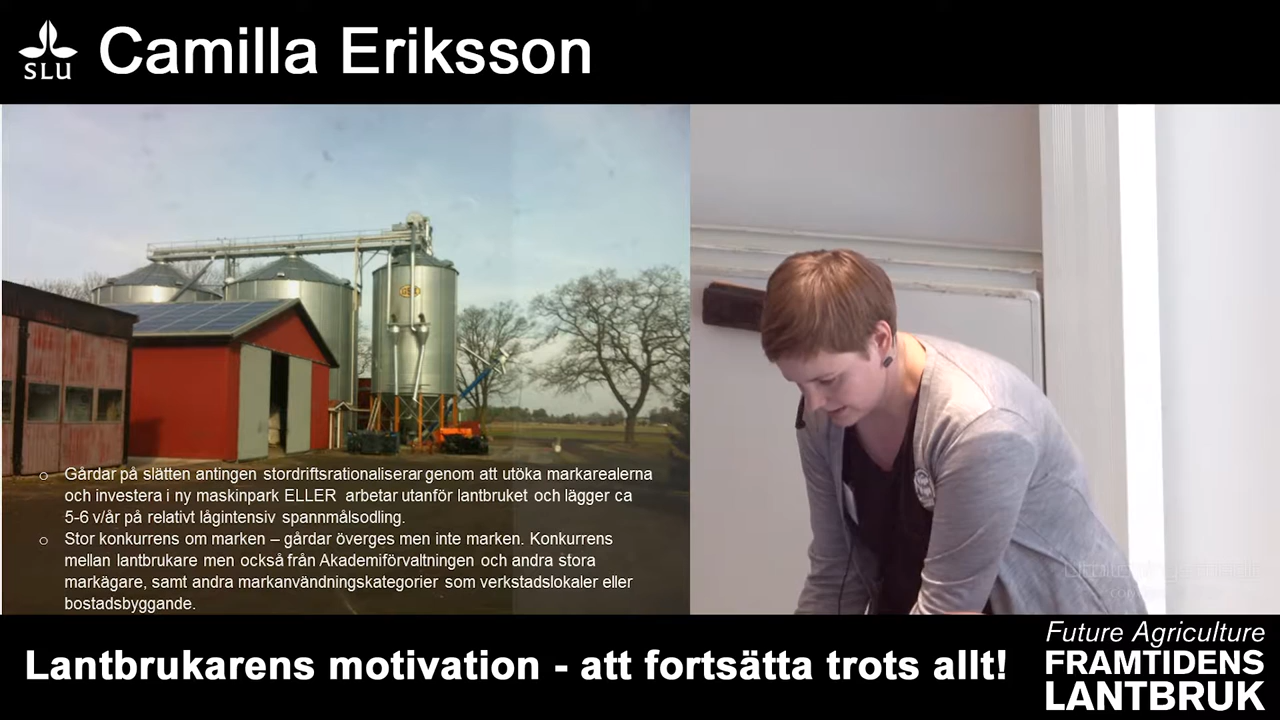 SLU
Camilla Eriksson
Gårdar på slätten antingen stordriftsrationaliserar genom att utöka markarealerna
och investera i ny maskinpark ELLER arbetar utanför lantbruket och lägger ca
5-6 v/år på relativt lågintensiv spannmålsodling.
Stor konkurrens om marken – gårdar överges men inte marken. Konkurrens
mellan lantbrukare men också från Akademiförvaltningen och andra stora
markägare, samt andra markanvändningskategorier som verkstadslokaler eller
bostadsbyggande.
Lantbrukarens motivation - att fortsätta trots allt!
Future Agriculture
FRAMTIDENS
LANTBRUK